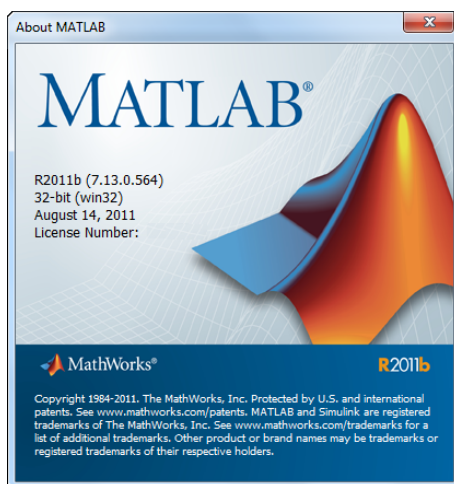 About MATLAB
MATLAB®
R2011b (7.13.0.564)
32-bit (win32)
August 14, 2011
License Number:
MathWorks® R2011b
Copyright 1984-2011. The MathWorks, Inc. Protected by U.S. and international
patents. See www.mathworks.com/patents. MATLAB and Simulink are registered
trademarks of The MathWorks, Inc. See www.mathworks.com/trademarks for a
list of additional trademarks. Other product or brand names may be trademarks or
registered trademarks of their respective holders.